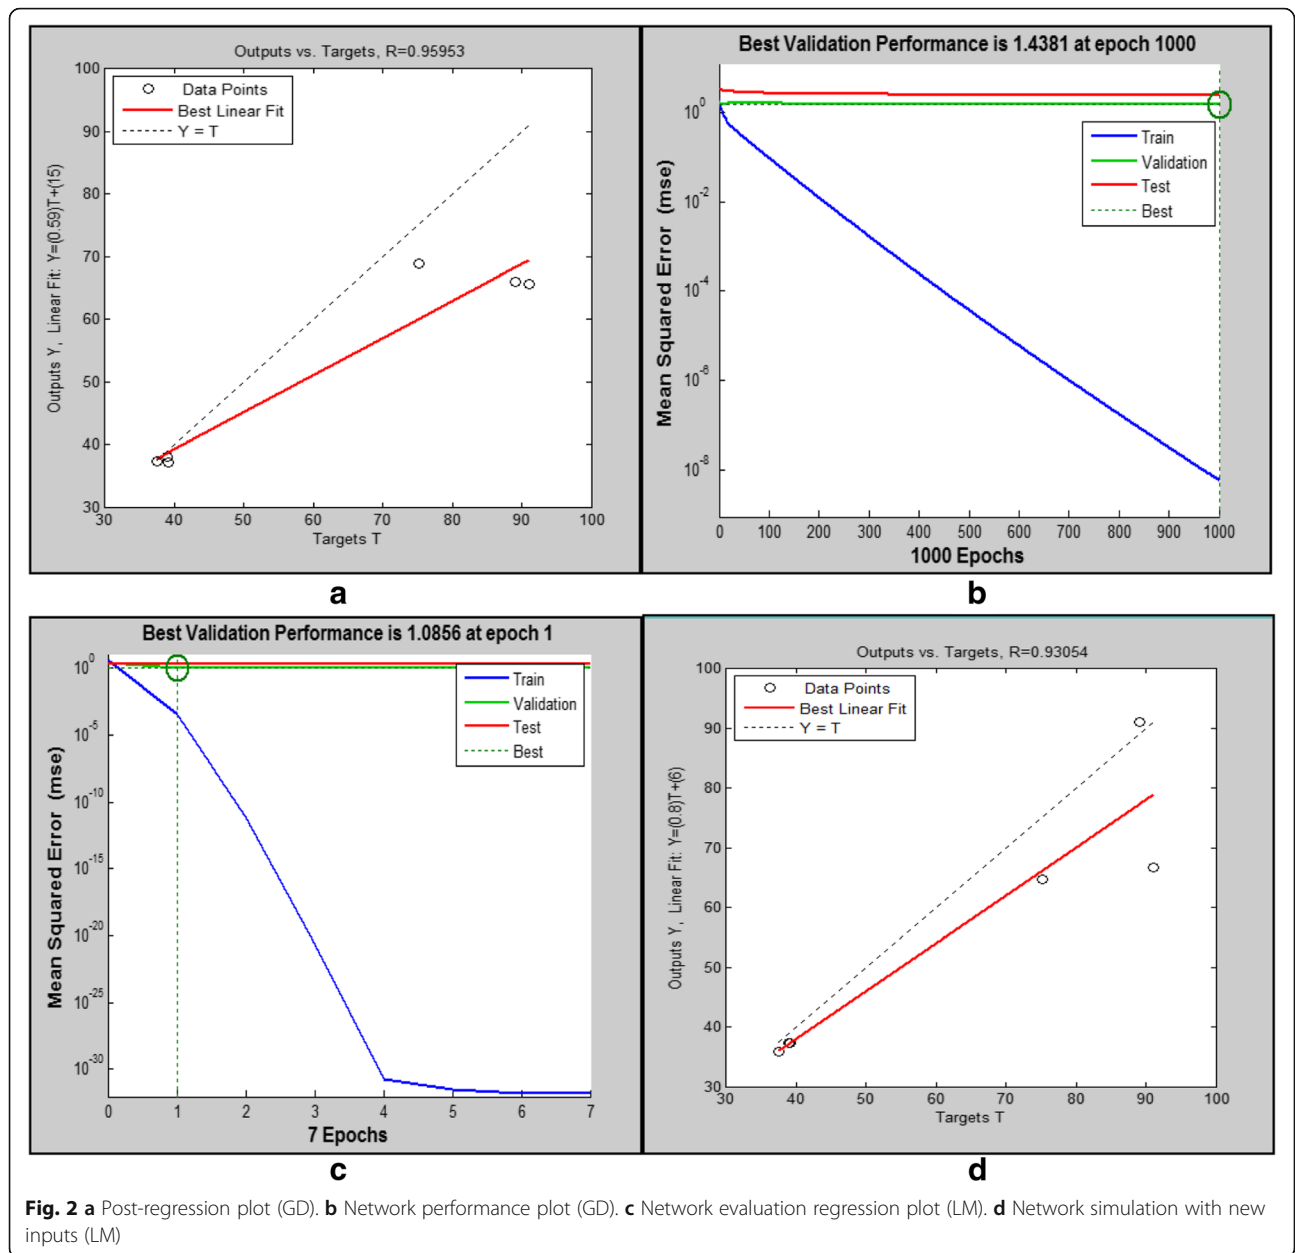 Outputs vs. Targets, R=0.95953
100
90
80
70
60
50
40
30
Outputs Y, Linear Fit: Y=(0.59)T+(15)
Data Points
Best Linear Fit
Y = T
30 40 50 60 70 80 90 100
Targets T
a
Best Validation Performance is 1.4381 at epoch 1000
10^0
10^-2
10^-4
10^-6
10^-8
Mean Squared Error (mse)
Train
Validation
Test
Best
0 100 200 300 400 500 600 700 800 900 1000
1000 Epochs
b
Best Validation Performance is 1.0856 at epoch 1
10^0
10^-5
10^-10
10^-15
10^-20
10^-25
10^-30
Mean Squared Error (mse)
Train
Validation
Test
Best
0 1 2 3 4 5 6 7
7 Epochs
c
Outputs vs. Targets, R=0.93054
100
90
80
70
60
50
40
30
Outputs Y, Linear Fit: Y=(0.8)T+(6)
Data Points
Best Linear Fit
Y = T
30 40 50 60 70 80 90 100
Targets T
d
Fig. 2 a Post-regression plot (GD). b Network performance plot (GD). c Network evaluation regression plot (LM). d Network simulation with new
inputs (LM)